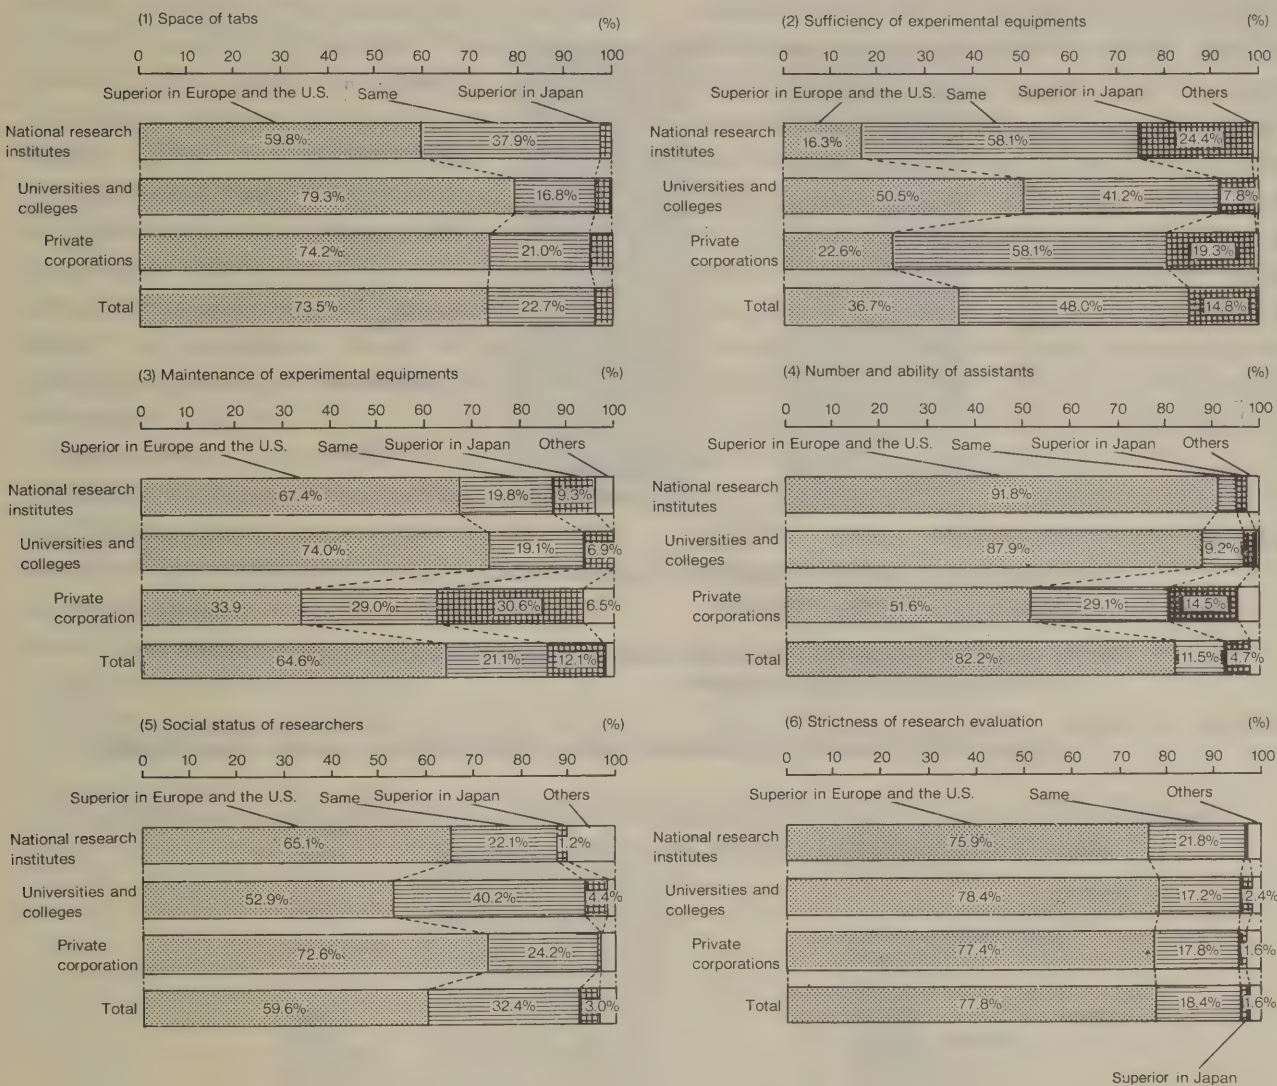 (1) Space of tabs (%)
0 10 20 30 40 50 60 70 80 90 100
Superior in Europe and the U.S. Same Superior in Japan
National research institutes 59.8% 37.9%
Universities and colleges 79.3% 16.8%
Private corporations 74.2% 21.0%
Total 73.5% 22.7%
(2) Sufficiency of experimental equipments (%)
0 10 20 30 40 50 60 70 80 90 100
Superior in Europe and the U.S. Same Superior in Japan Others
National research institutes 16.3% 58.1% 24.4%
Universities and colleges 50.5% 41.2% 7.8%
Private corporations 22.6% 58.1% 19.3%
Total 36.7% 48.0% 14.8%
(3) Maintenance of experimental equipments (%)
0 10 20 30 40 50 60 70 80 90 100
Superior in Europe and the U.S. Same Superior in Japan Others
National research institutes 67.4% 19.8% 9.3%
Universities and colleges 74.0% 19.1% 6.9%
Private corporation 33.9 29.0% 30.6% 6.5%
Total 64.6% 21.1% 12.1%
(4) Number and ability of assistants (%)
0 10 20 30 40 50 60 70 80 90 100
Superior in Europe and the U.S. Same Superior in Japan Others
National research institutes 91.8%
Universities and colleges 87.9% 9.2%
Private corporations 51.6% 29.1% 14.5%
Total 82.2% 11.5% 4.7%
(5) Social status of researchers (%)
0 10 20 30 40 50 60 70 80 90 100
Superior in Europe and the U.S. Same Superior in Japan Others
National research institutes 65.1% 22.1% 1.2%
Universities and colleges 52.9% 40.2% 4.4%
Private corporation 72.6% 24.2%
Total 59.6% 32.4% 3.0%
(6) Strictness of research evaluation (%)
0 10 20 30 40 50 60 70 80 90 100
Superior in Europe and the U.S. Same Others
National research institutes 75.9% 21.8%
Universities and colleges 78.4% 17.2% 2.4%
Private corporations 77.4% 17.8% 1.6%
Total 77.8% 18.4% 1.6%
Superior in Japan